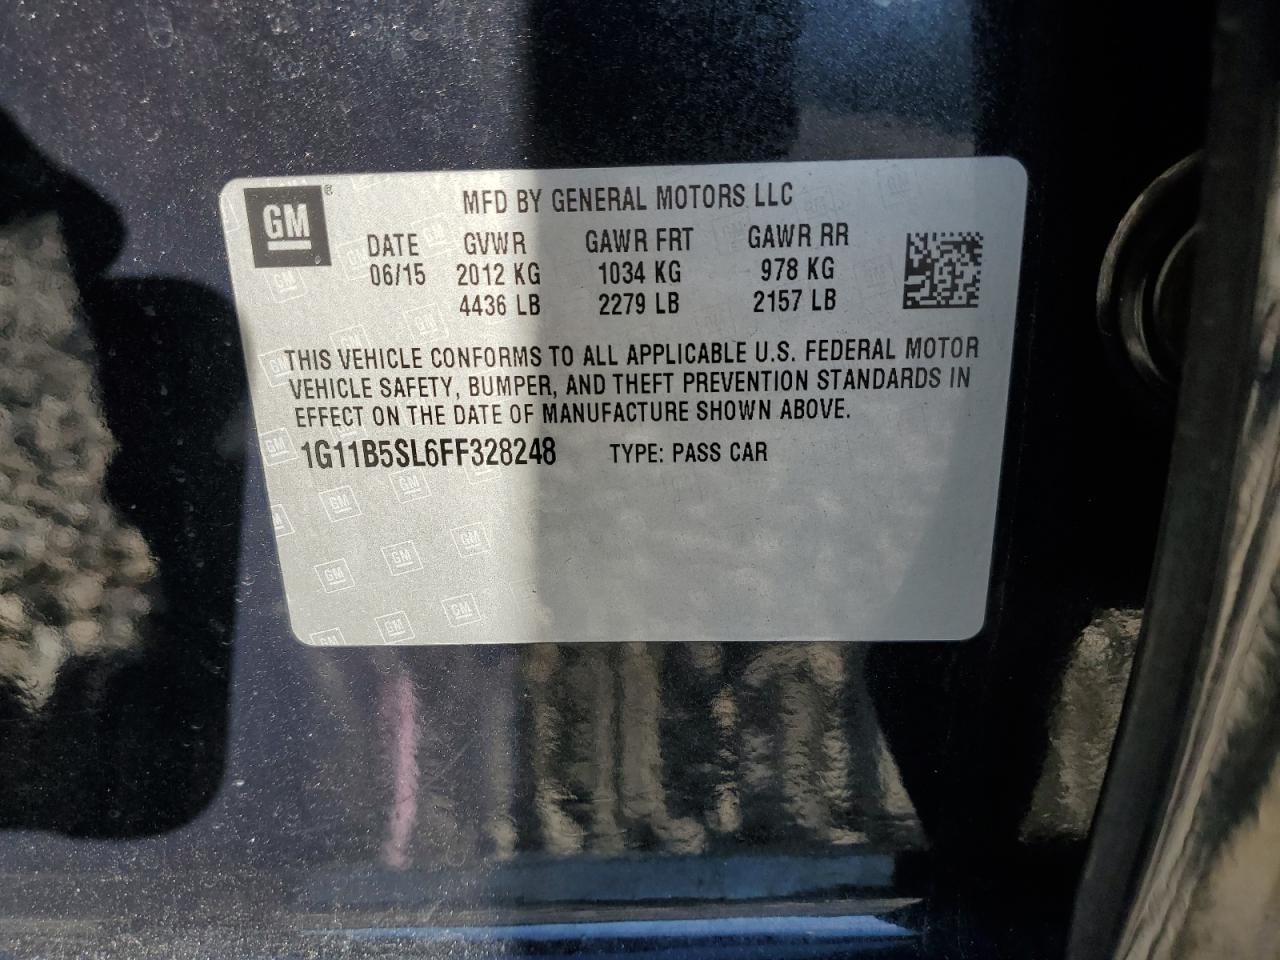 GM
MFD BY GENERAL MOTORS LLC
DATE GVWR GAWR FRT GAWR RR
06/15 2012 KG 1034 KG 978 KG
4436 LB 2279 LB 2157 LB
THIS VEHICLE CONFORMS TO ALL APPLICABLE U.S. FEDERAL MOTOR
VEHICLE SAFETY, BUMPER, AND THEFT PREVENTION STANDARDS IN
EFFECT ON THE DATE OF MANUFACTURE SHOWN ABOVE.
1G11B5SL6FF328248 TYPE: PASS CAR